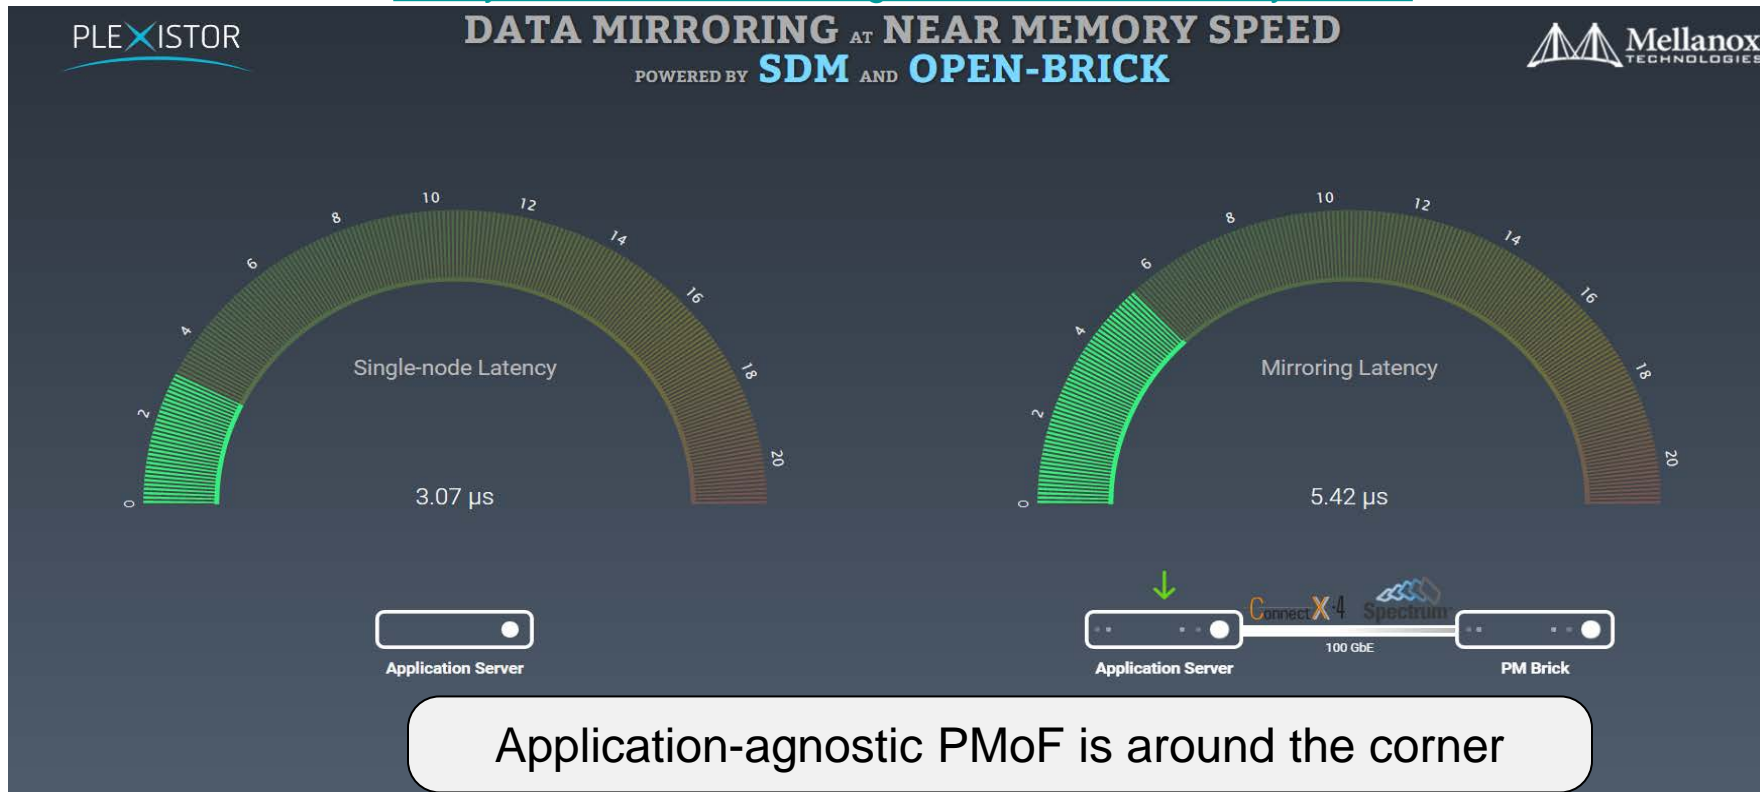 PLEXISTOR
DATA MIRRORING AT NEAR MEMORY SPEED
POWERED BY SDM AND OPEN-BRICK
Mellanox
TECHNOLOGIES
0
2
4
6
8
10
12
14
16
18
20
Single-node Latency
3.07 µs
0
2
4
6
8
10
12
14
16
18
20
Mirroring Latency
5.42 µs
ConnectX-4
Spectrum
100 GbE
Application Server
Application Server
PM Brick
Application-agnostic PMoF is around the corner